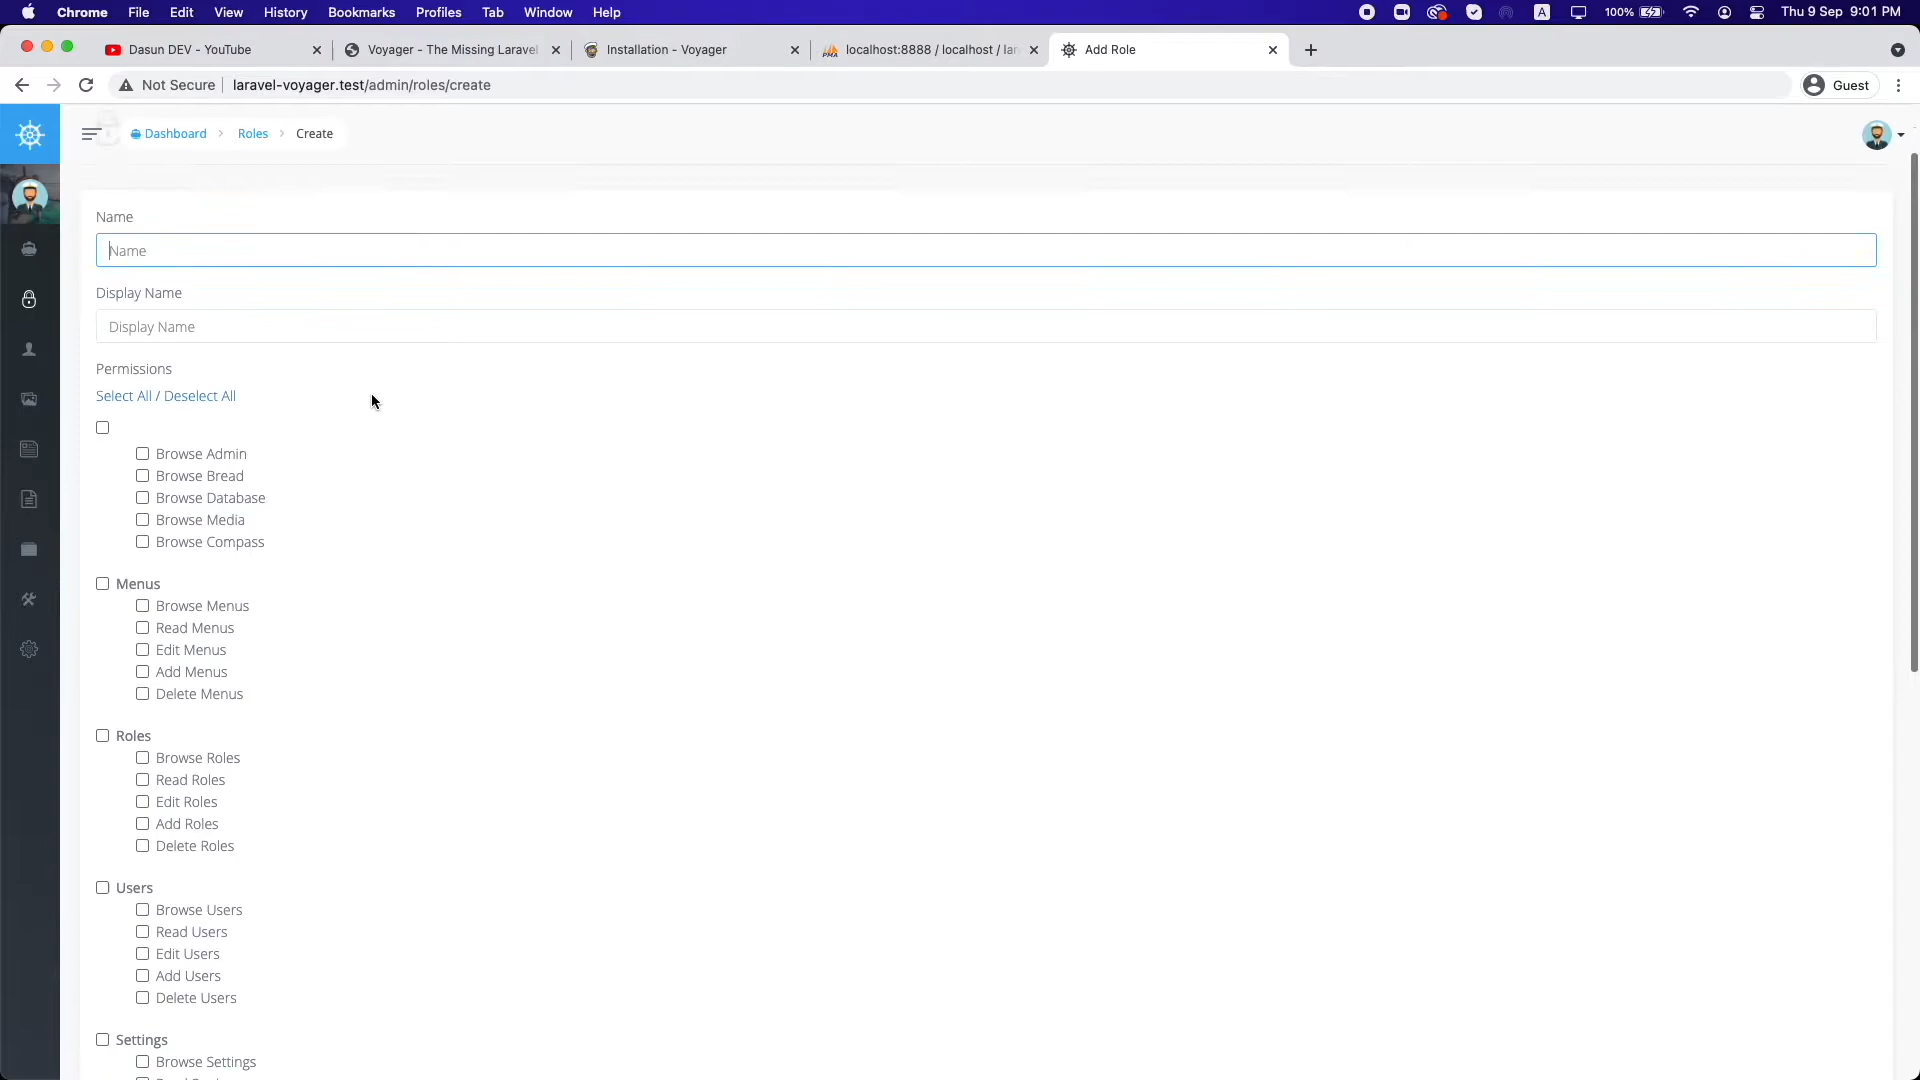 Chrome File Edit View History Bookmarks Profiles Tab Window Help A 100% Thu 9 Sep 9:01 PM
Dasun DEV - YouTube Voyager - The Missing Laravel Installation - Voyager localhost:8888 / localhost / lar Add Role
Not Secure laravel-voyager.test/admin/roles/create Guest
Dashboard Roles Create
Name
Name
Display Name
Display Name
Permissions
Select All / Deselect All
Browse Admin
Browse Bread
Browse Database
Browse Media
Browse Compass
Menus
Browse Menus
Read Menus
Edit Menus
Add Menus
Delete Menus
Roles
Browse Roles
Read Roles
Edit Roles
Add Roles
Delete Roles
Users
Browse Users
Read Users
Edit Users
Add Users
Delete Users
Settings
Browse Settings